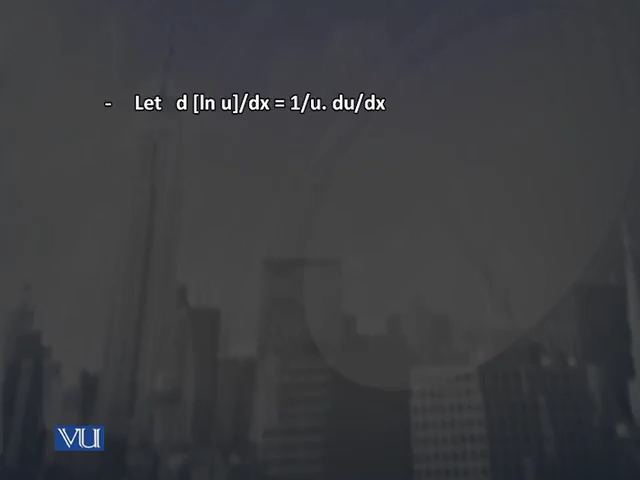 - Let d [ln u]/dx = 1/u. du/dx
VU